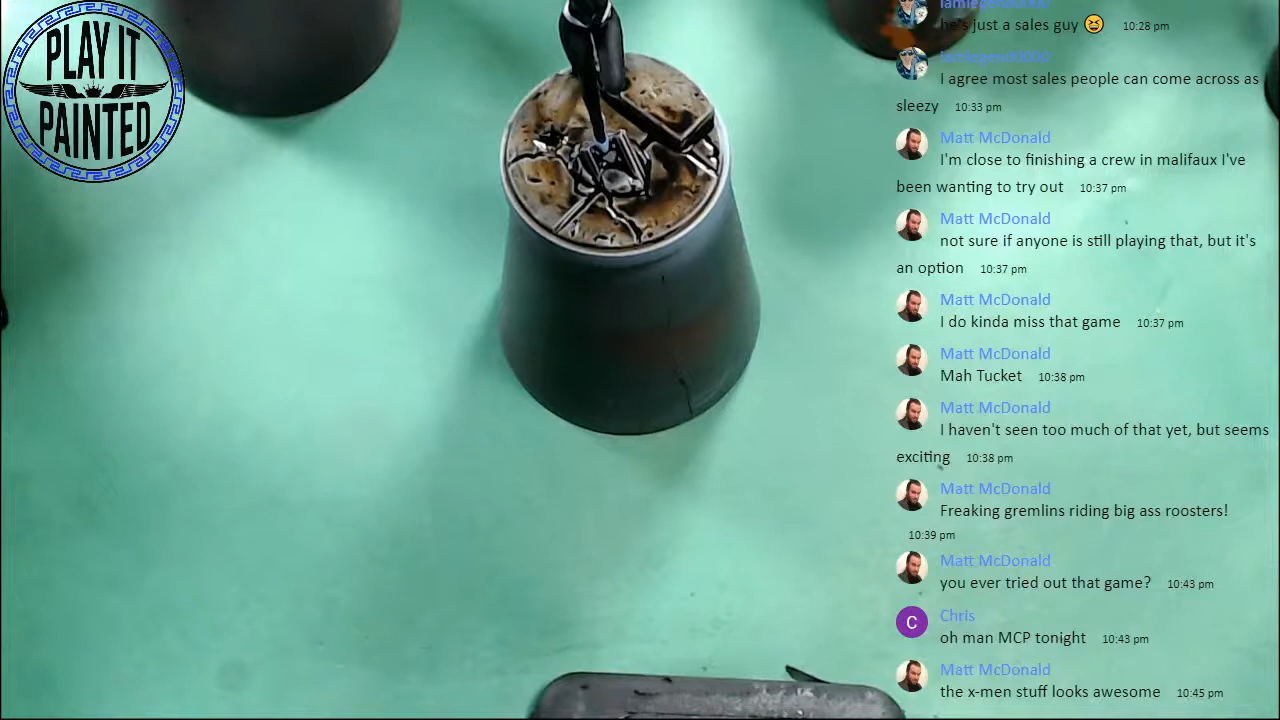 PLAY IT
PAINTED
he's just a sales guy 😆 10:28 pm
I agree most sales people can come across as
sleezy 10:33 pm
Matt McDonald
I'm close to finishing a crew in malifaux I've
been wanting to try out 10:37 pm
Matt McDonald
not sure if anyone is still playing that, but it's
an option 10:37 pm
Matt McDonald
I do kinda miss that game 10:37 pm
Matt McDonald
Mah Tucket 10:38 pm
Matt McDonald
I haven't seen too much of that yet, but seems
exciting 10:38 pm
Matt McDonald
Freaking gremlins riding big ass roosters!
10:39 pm
Matt McDonald
you ever tried out that game? 10:43 pm
C
Chris
oh man MCP tonight 10:43 pm
Matt McDonald
the x-men stuff looks awesome 10:45 pm